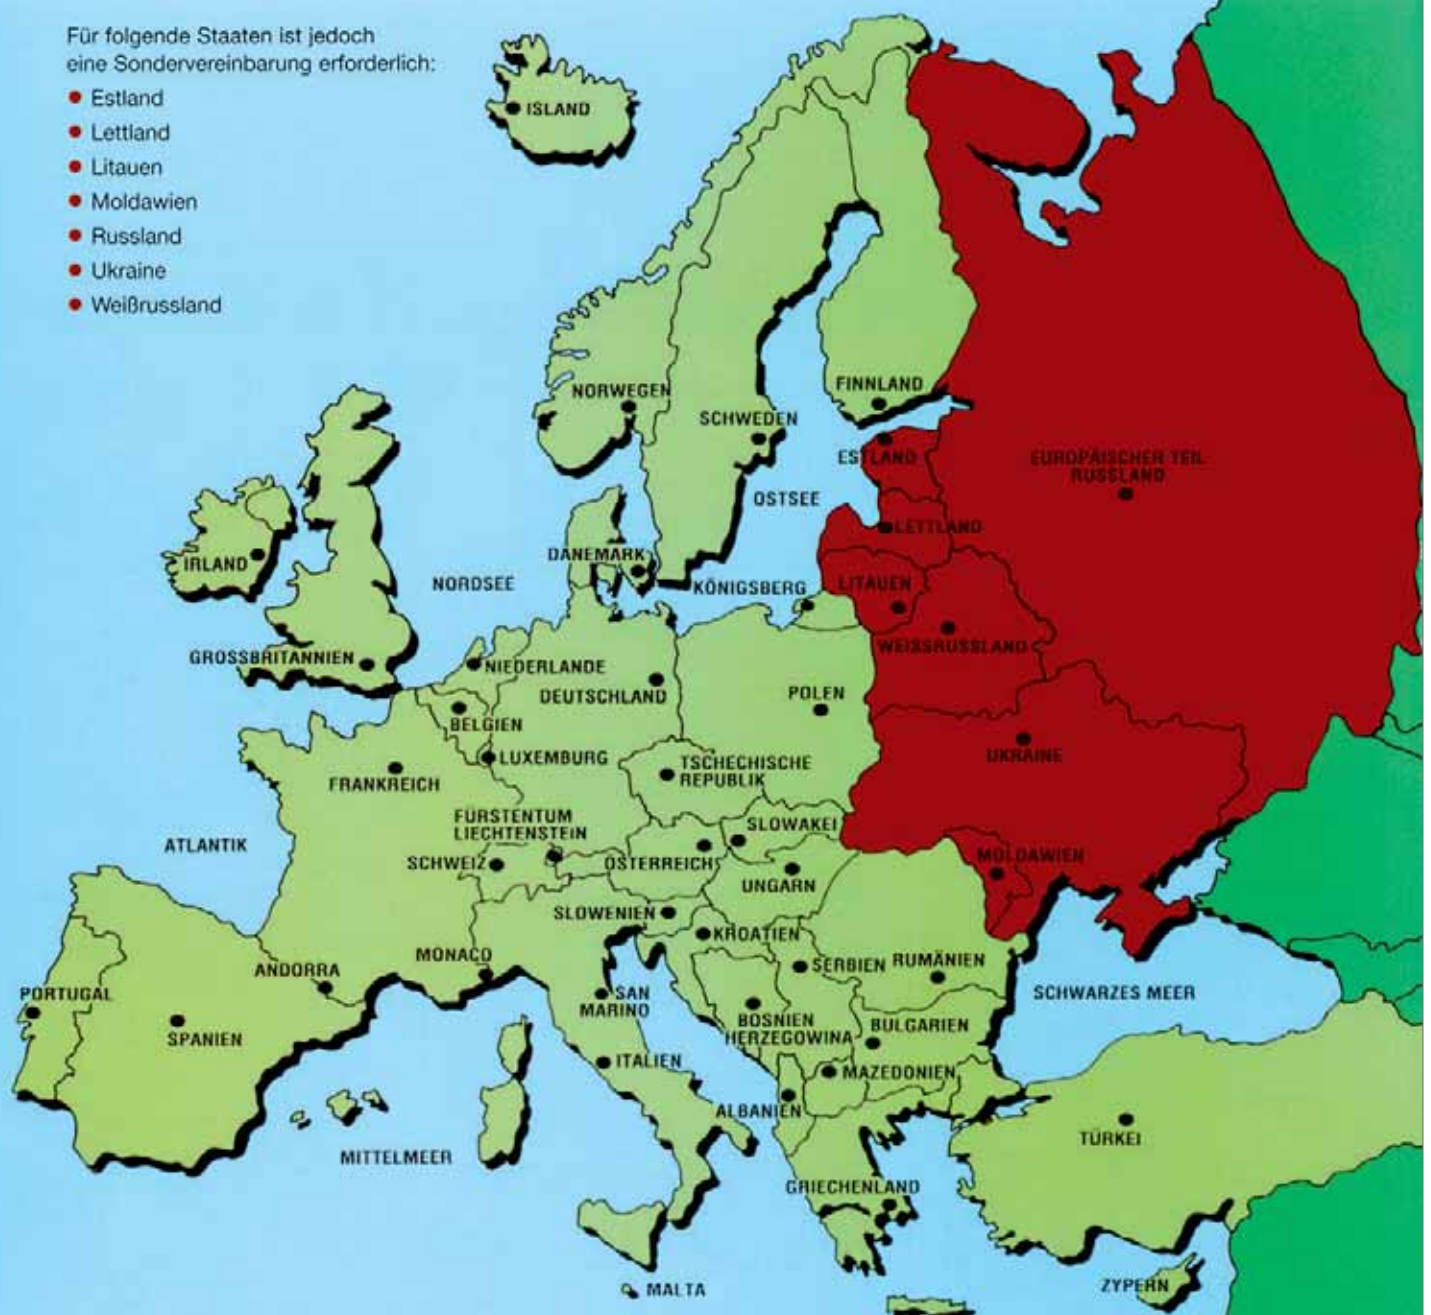 Für folgende Staaten ist jedoch
eine Sondervereinbarung erforderlich:
Estland
Lettland
Litauen
Moldawien
Russland
Ukraine
Weißrussland
ISLAND
NORWEGEN
FINNLAND
SCHWEDEN
ESTLAND
EUROPÄISCHER TEIL
RUSSLAND
OSTSEE
LETTLAND
IRLAND
DÄNEMARK
NORDSEE
KÖNIGSBERG
LITAUEN
WEISSRUSSLAND
GROSSBRITANNIEN
NIEDERLANDE
DEUTSCHLAND
POLEN
BELGIEN
LUXEMBURG
UKRAINE
TSCHECHISCHE
REPUBLIK
FRANKREICH
FÜRSTENTUM
LIECHTENSTEIN
SLOWAKEI
ATLANTIK
SCHWEIZ
ÖSTERREICH
MOLDAWIEN
UNGARN
SLOWENIEN
KROATIEN
MONACO
ANDORRA
SERBIEN
RUMÄNIEN
PORTUGAL
SAN
MARINO
SCHWARZES MEER
SPANIEN
BOSNIEN
HERZEGOWINA
BULGARIEN
ITALIEN
MAZEDONIEN
ALBANIEN
TÜRKEI
MITTELMEER
GRIECHENLAND
MALTA
ZYPERN